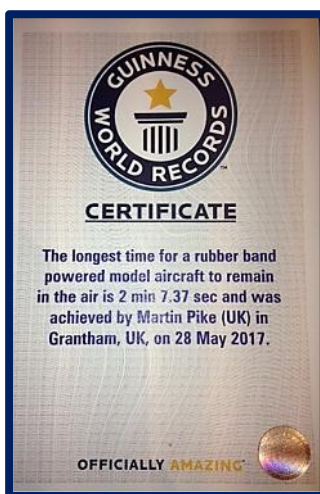 GUINNESS
WORLD RECORDS
CERTIFICATE
The longest time for a rubber band
powered model aircraft to remain
in the air is 2 min 7.37 sec and was
achieved by Martin Pike (UK) in
Grantham, UK, on 28 May 2017.
OFFICIALLY AMAZING